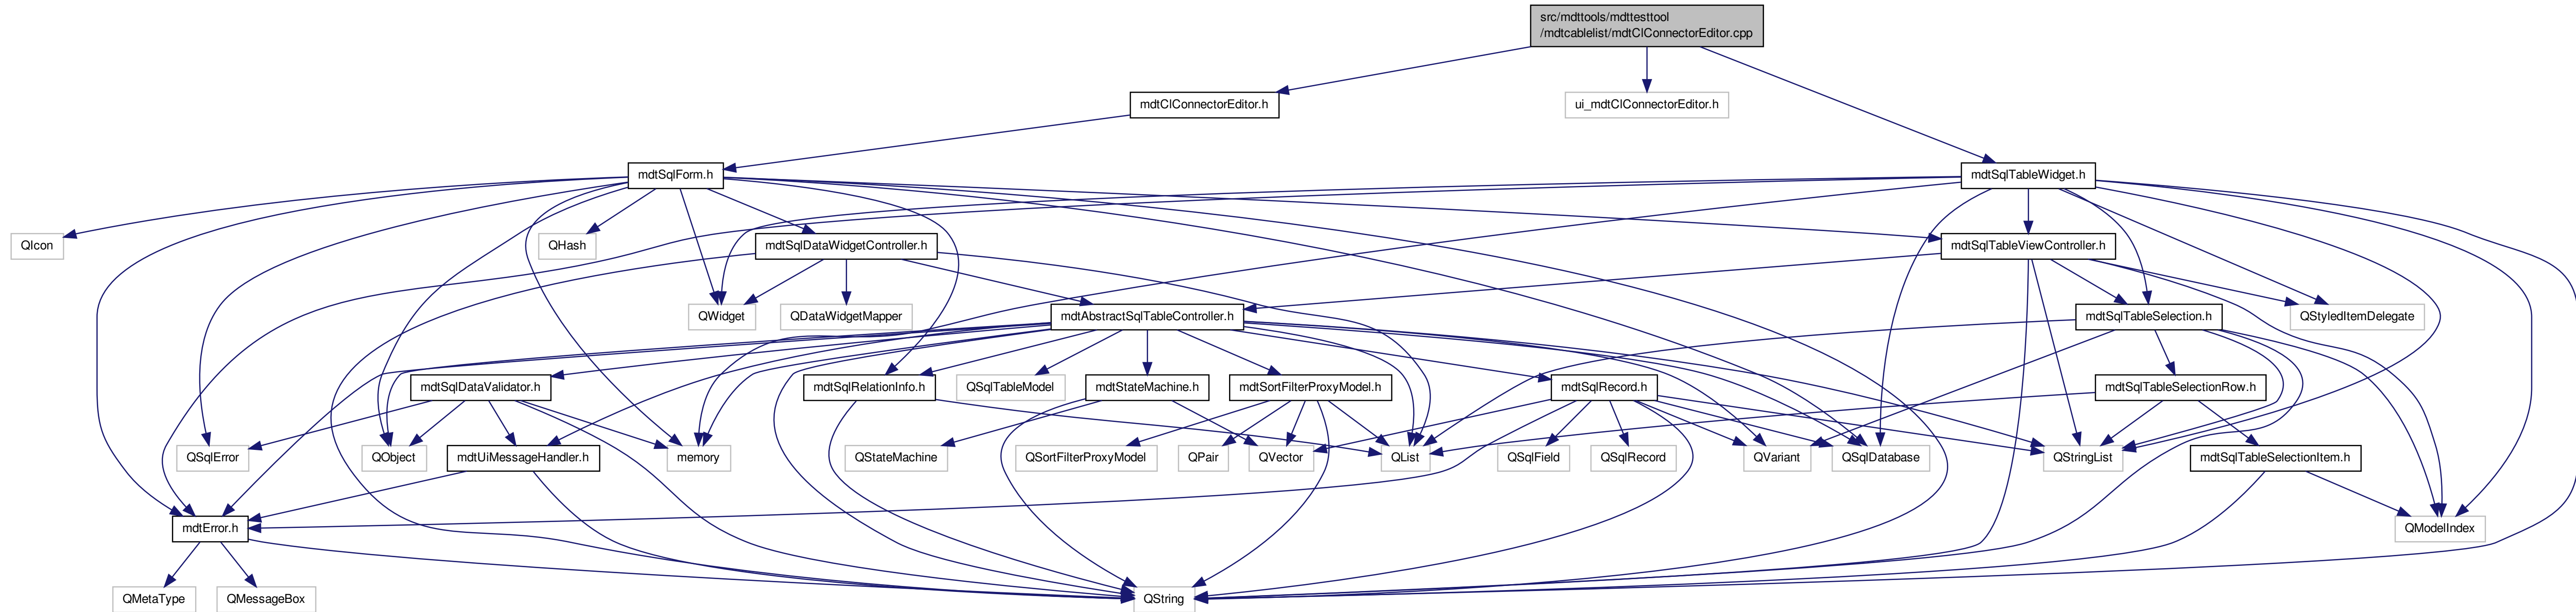 src/mdttools/mdttesttool
/mdtcablelist/mdtClConnectorEditor.cpp
mdtClConnectorEditor.h
ui_mdtClConnectorEditor.h
mdtSqlForm.h
mdtSqlTableWidget.h
QIcon
QHash
mdtSqlDataWidgetController.h
mdtSqlTableViewController.h
QWidget
QDataWidgetMapper
mdtAbstractSqlTableController.h
mdtSqlTableSelection.h
QStyledItemDelegate
mdtSqlDataValidator.h
mdtSqlRelationInfo.h
QSqlTableModel
mdtStateMachine.h
mdtSortFilterProxyModel.h
mdtSqlRecord.h
mdtSqlTableSelectionRow.h
QSqlError
QObject
mdtUiMessageHandler.h
memory
QStateMachine
QSortFilterProxyModel
QPair
QVector
QList
QSqlField
QSqlRecord
QVariant
QSqlDatabase
QStringList
mdtSqlTableSelectionItem.h
mdtError.h
QModelIndex
QMetaType
QMessageBox
QString